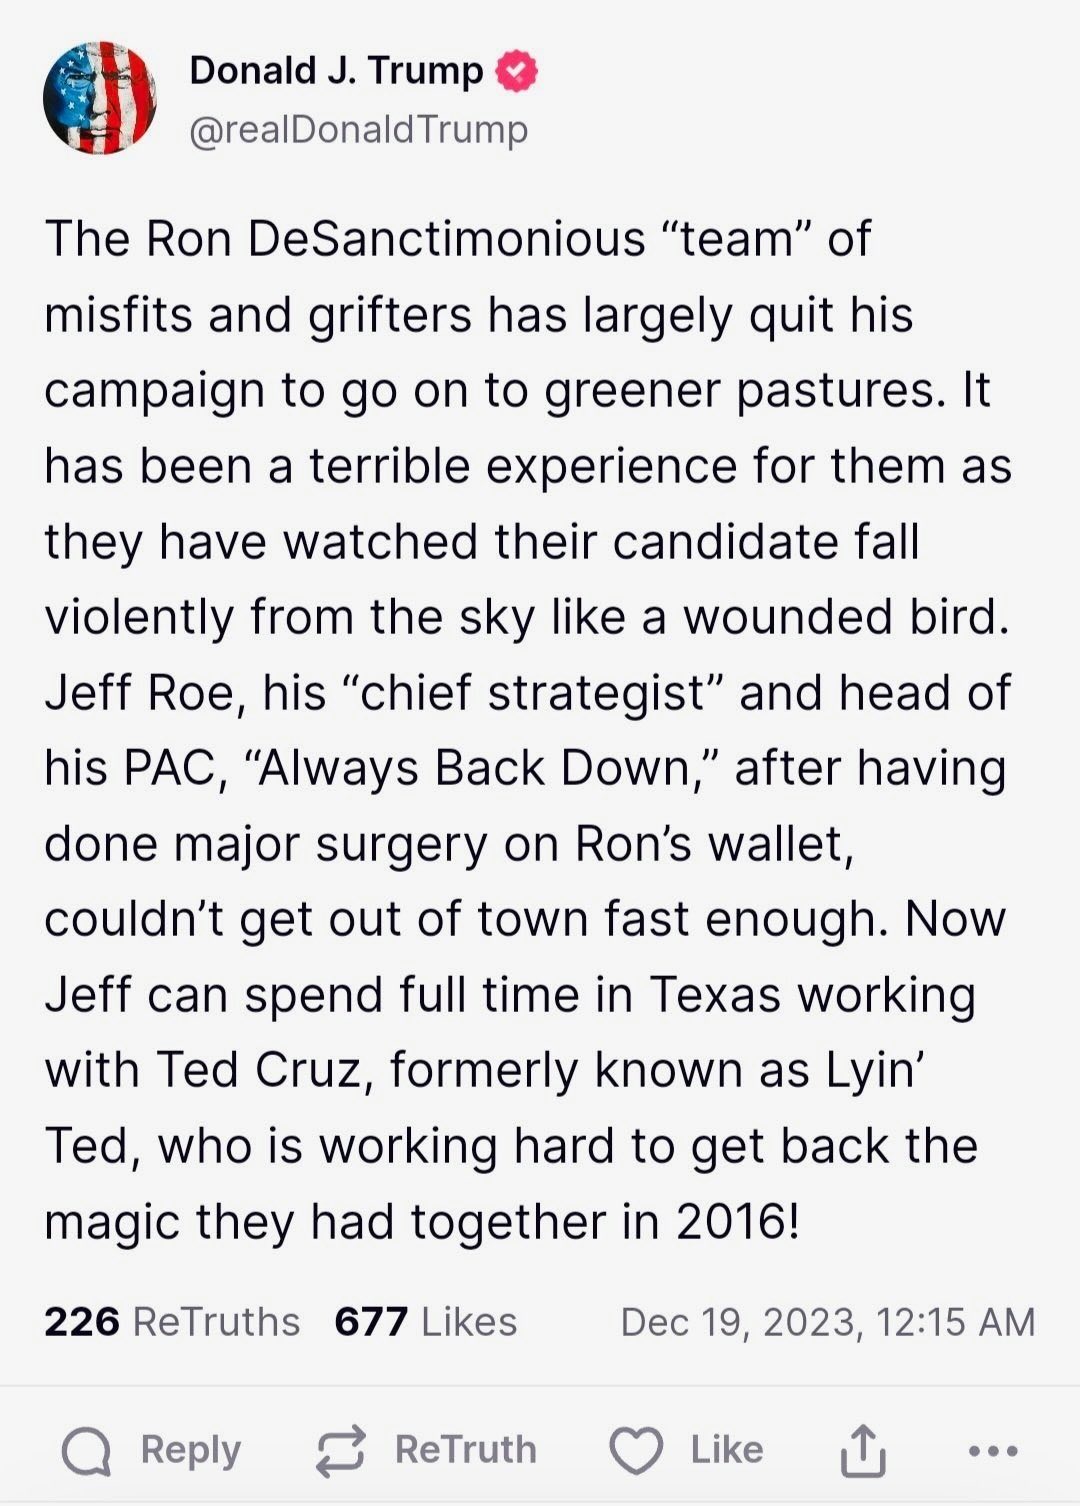 Donald J. Trump
@realDonaldTrump
The Ron DeSanctimonious “team” of
misfits and grifters has largely quit his
campaign to go on to greener pastures. It
has been a terrible experience for them as
they have watched their candidate fall
violently from the sky like a wounded bird.
Jeff Roe, his “chief strategist” and head of
his PAC, “Always Back Down,” after having
done major surgery on Ron’s wallet,
couldn’t get out of town fast enough. Now
Jeff can spend full time in Texas working
with Ted Cruz, formerly known as Lyin’
Ted, who is working hard to get back the
magic they had together in 2016!
226 ReTruths 677 Likes Dec 19, 2023, 12:15 AM
Reply ReTruth Like